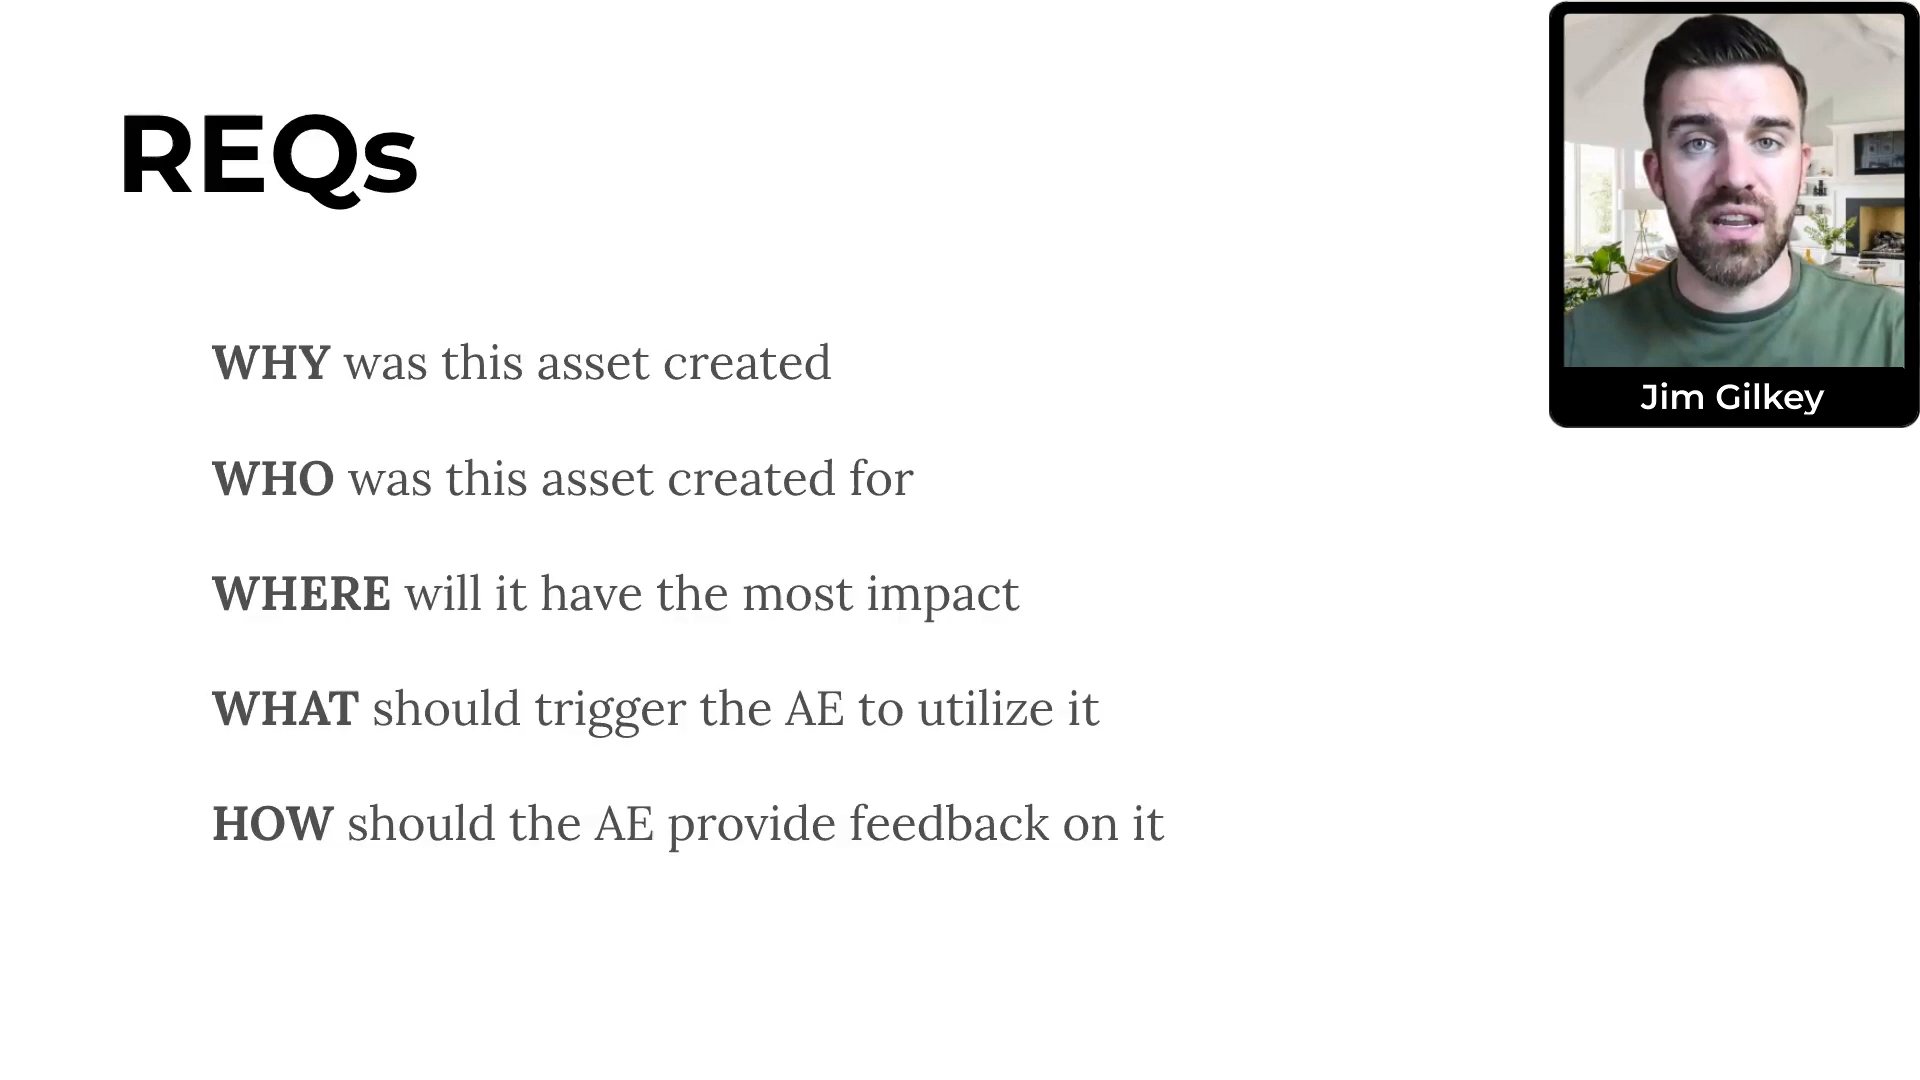 REQs
WHY was this asset created
WHO was this asset created for
WHERE will it have the most impact
WHAT should trigger the AE to utilize it
HOW should the AE provide feedback on it
Jim Gilkey